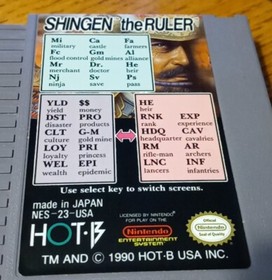 SHINGEN the RULER
Mi Ca Fa
military castle farmers
Fc Gm Al
flood control gold mines alliance
Mr Dr He
merchant doctor heir
Nj Sv Ps
ninja save pass
YLD $$
yield money
DST PRO
disaster products
CLT G-M
culture gold mine
LOY PRI
loyalty princess
WEL EPI
wealth epidemic
HE
heir
RNK EXP
rank experience
HDQ CAV
headquarter cavalries
RM AR
rifle-man archers
LNC INF
lancers infantries
Use select key to switch screens.
made in JAPAN
NES-23-USA
HOT·B
LICENSED BY NINTENDO
FOR PLAY ON THE
Nintendo
ENTERTAINMENT
SYSTEM
Official
Nintendo
Seal of Quality
TM & © 1990 HOT-B USA INC.